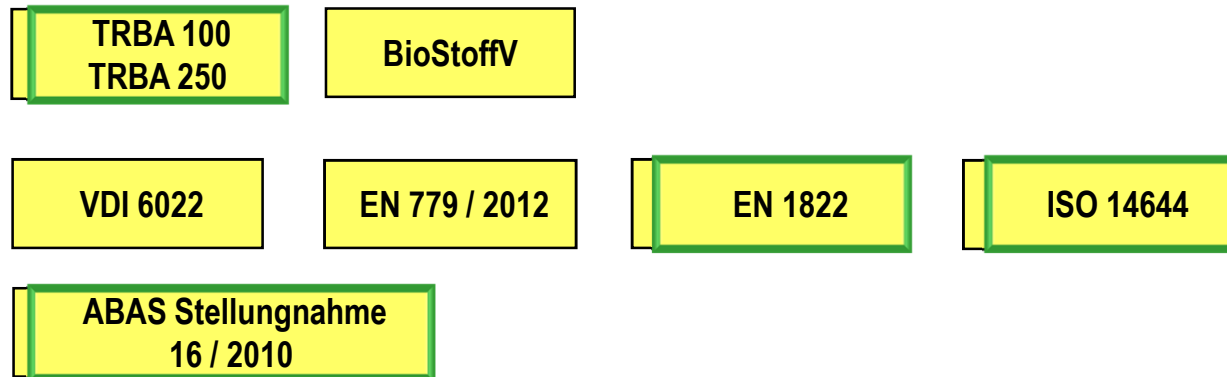 TRBA 100
TRBA 250
BioStoffV
VDI 6022
EN 779 / 2012
EN 1822
ISO 14644
ABAS Stellungnahme
16 / 2010